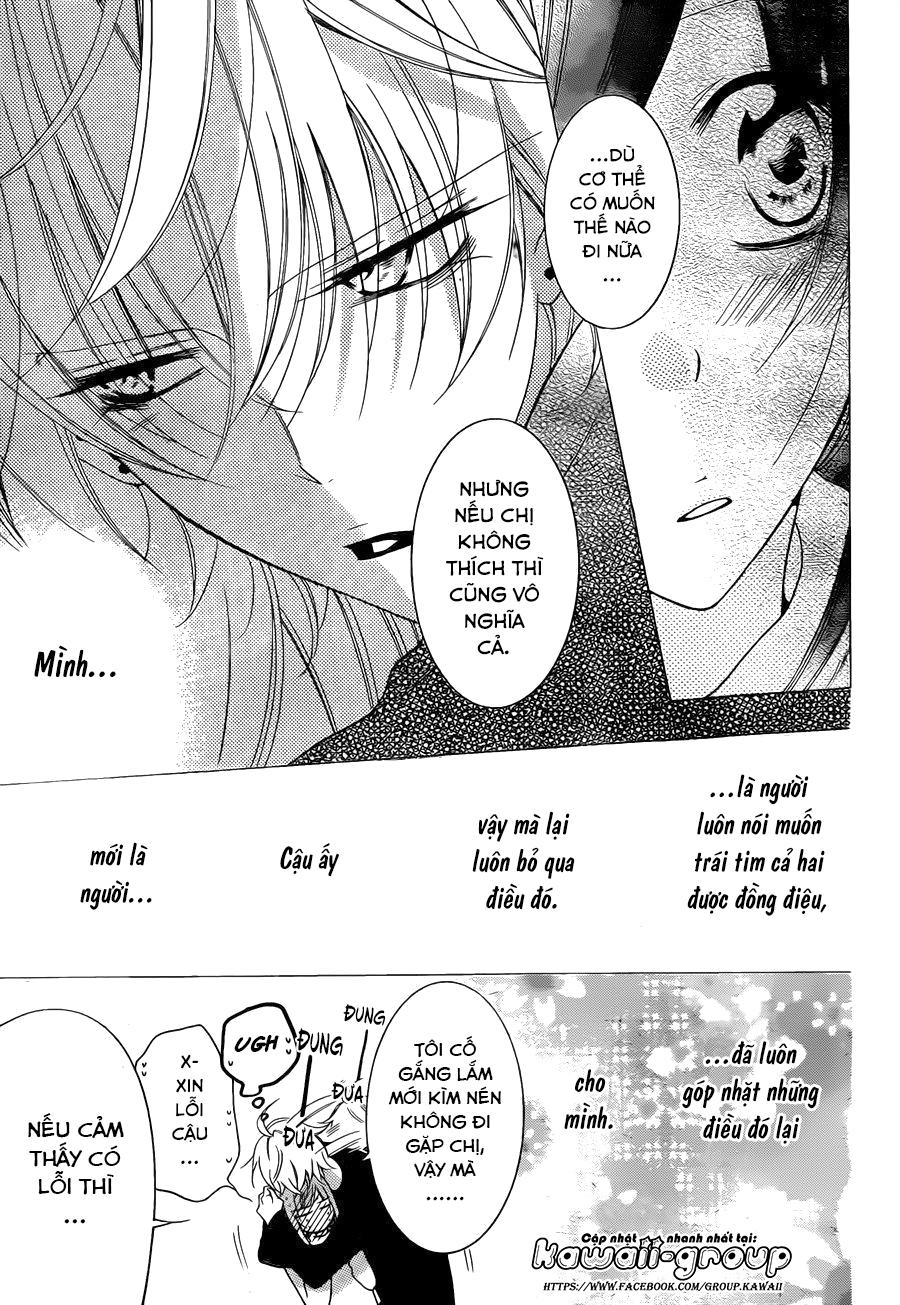 ...DÙ
CƠ THỂ
CÓ MUỐN
THẾ NÀO
ĐI NỮA
...
NHƯNG
NẾU CHỊ
KHÔNG
THÍCH THÌ
CŨNG VÔ
NGHĨA
CẢ.
Mình...
...là người
luôn nói muốn
trái tim cả hai
được đồng điệu,
vậy mà lại
luôn bỏ qua
điều đó.
Cậu ấy
mới là
người...
...đã luôn
góp nhặt những
điều đó lại
cho
mình.
TÔI CỐ
GẮNG LẮM
MỚI KÌM NÉN
KHÔNG ĐI
GẶP CHỊ,
VẬY MÀ
......
ĐUNG
ĐƯA
ĐUNG
ĐƯA
UGH
X-
XIN
LỖI
CẬU
...
NẾU CẢM
THẤY CÓ
LỖI THÌ
...
Cập nhật nhanh nhất tại:
kawaii-group
HTTPS://WWW.FACEBOOK.COM/GROUP.KAWAII